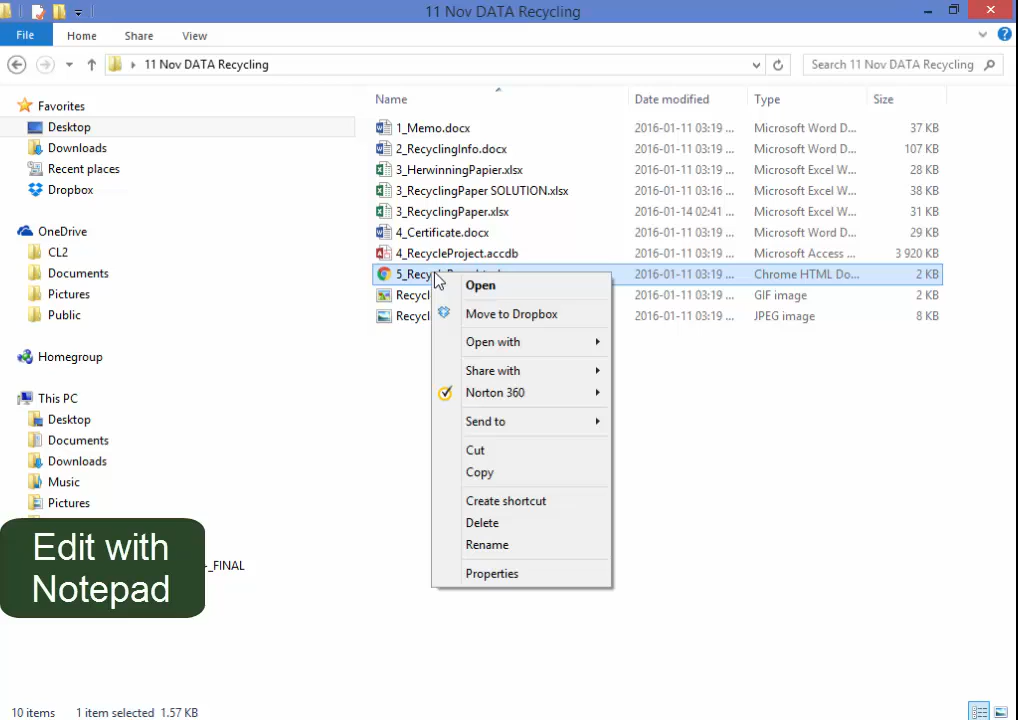 11 Nov DATA Recycling
File Home Share View
11 Nov DATA Recycling
Search 11 Nov DATA Recycling
Name Date modified Type Size
Favorites
Desktop
Downloads
Recent places
Dropbox
OneDrive
CL2
Documents
Pictures
Public
Homegroup
This PC
Desktop
Documents
Downloads
Music
Pictures
_FINAL
1_Memo.docx 2016-01-11 03:19 ... Microsoft Word D... 37 KB
2_RecyclingInfo.docx 2016-01-11 03:19 ... Microsoft Word D... 107 KB
3_HerwinningPapier.xlsx 2016-01-11 03:19 ... Microsoft Excel W... 28 KB
3_RecyclingPaper SOLUTION.xlsx 2016-01-11 03:16 ... Microsoft Excel W... 38 KB
3_RecyclingPaper.xlsx 2016-01-14 02:41 ... Microsoft Excel W... 31 KB
4_Certificate.docx 2016-01-11 03:19 ... Microsoft Word D... 29 KB
4_RecycleProject.accdb 2016-01-11 03:19 ... Microsoft Access ... 3 920 KB
2016-01-11 03:19 ... Chrome HTML Do... 2 KB
Recycl 2016-01-11 03:19 ... GIF image 2 KB
Recycl 2016-01-11 03:19 ... JPEG image 8 KB
Open
Move to Dropbox
Open with
Share with
Norton 360
Send to
Cut
Copy
Create shortcut
Delete
Rename
Properties
Edit with
Notepad
10 items 1 item selected 1.57 KB